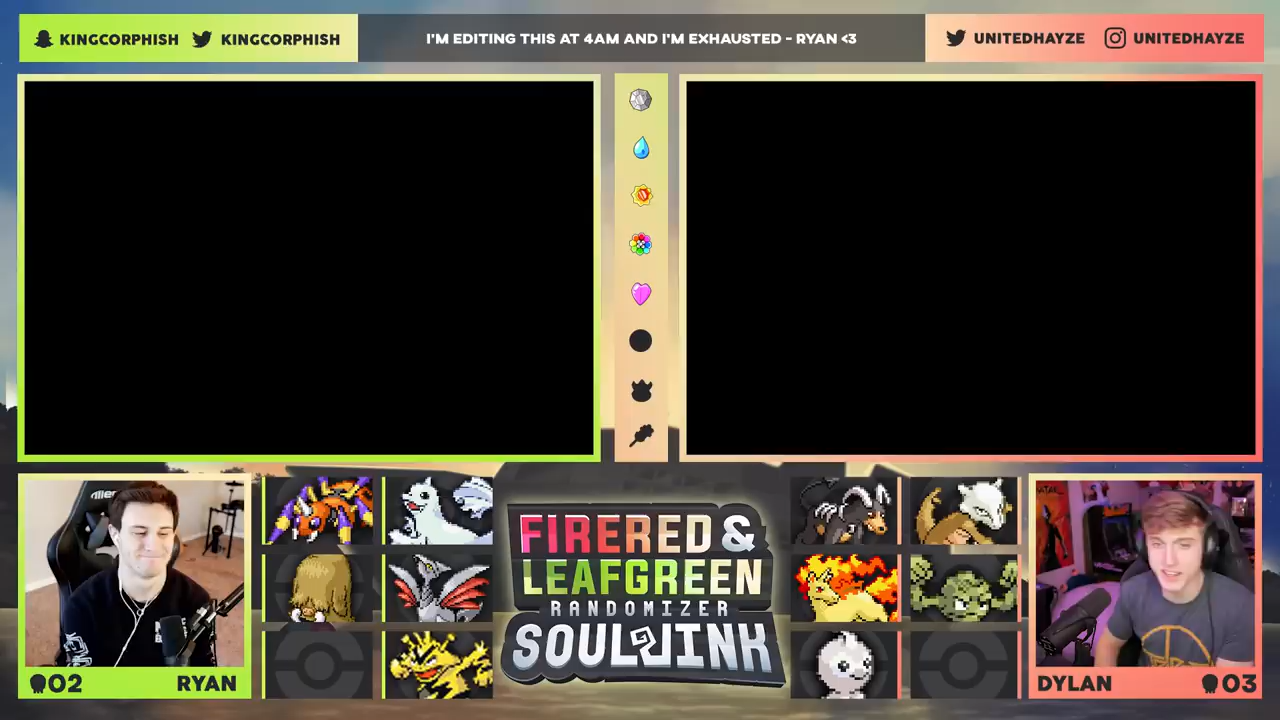 KINGCORPHISH KINGCORPHISH
I'M EDITING THIS AT 4AM AND I'M EXHAUSTED - RYAN <3
UNITEDHAYZE UNITEDHAYZE
FIRERED &
LEAFGREEN
RANDOMIZER
SOULLINK
02 RYAN
DYLAN 03